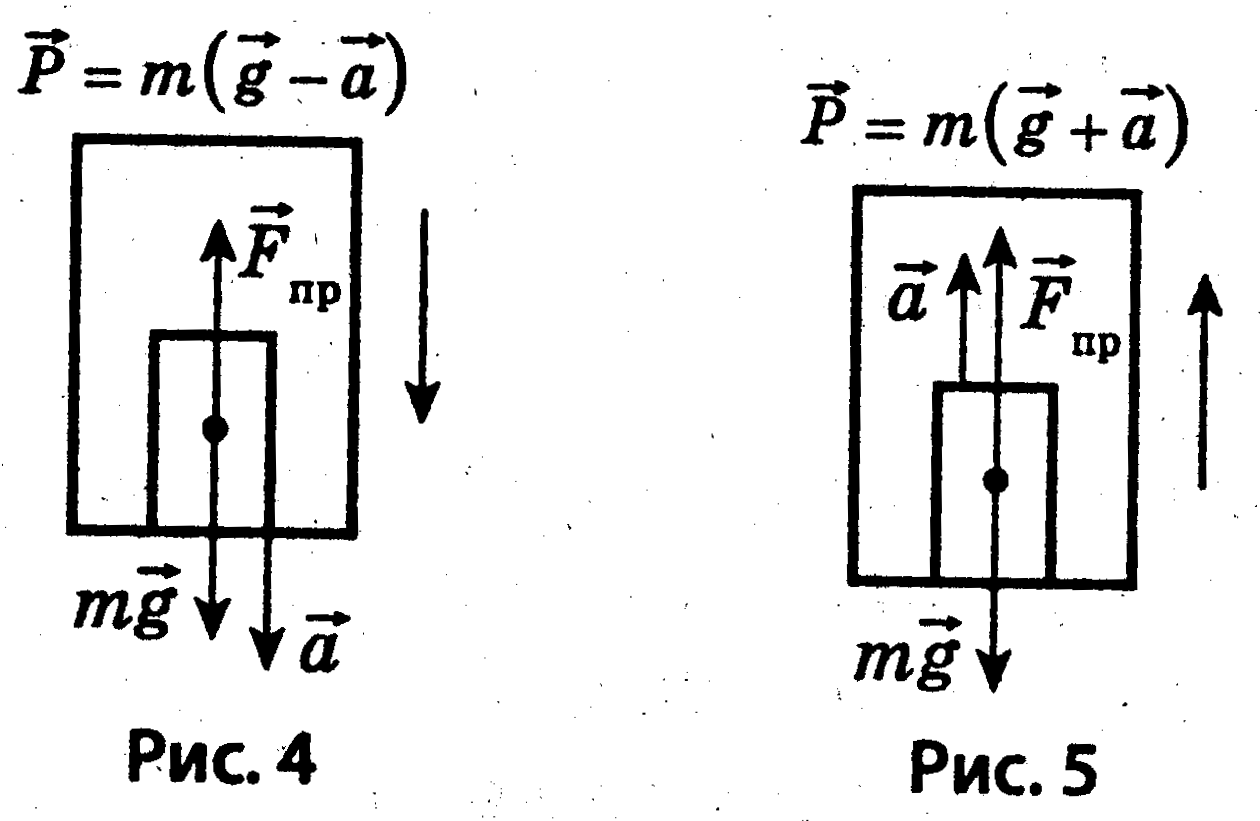 P⃗ = m(g⃗ − a⃗)
F⃗пр
mg⃗
a⃗
Рис. 4
P⃗ = m(g⃗ + a⃗)
a⃗
F⃗пр
mg⃗
Рис. 5